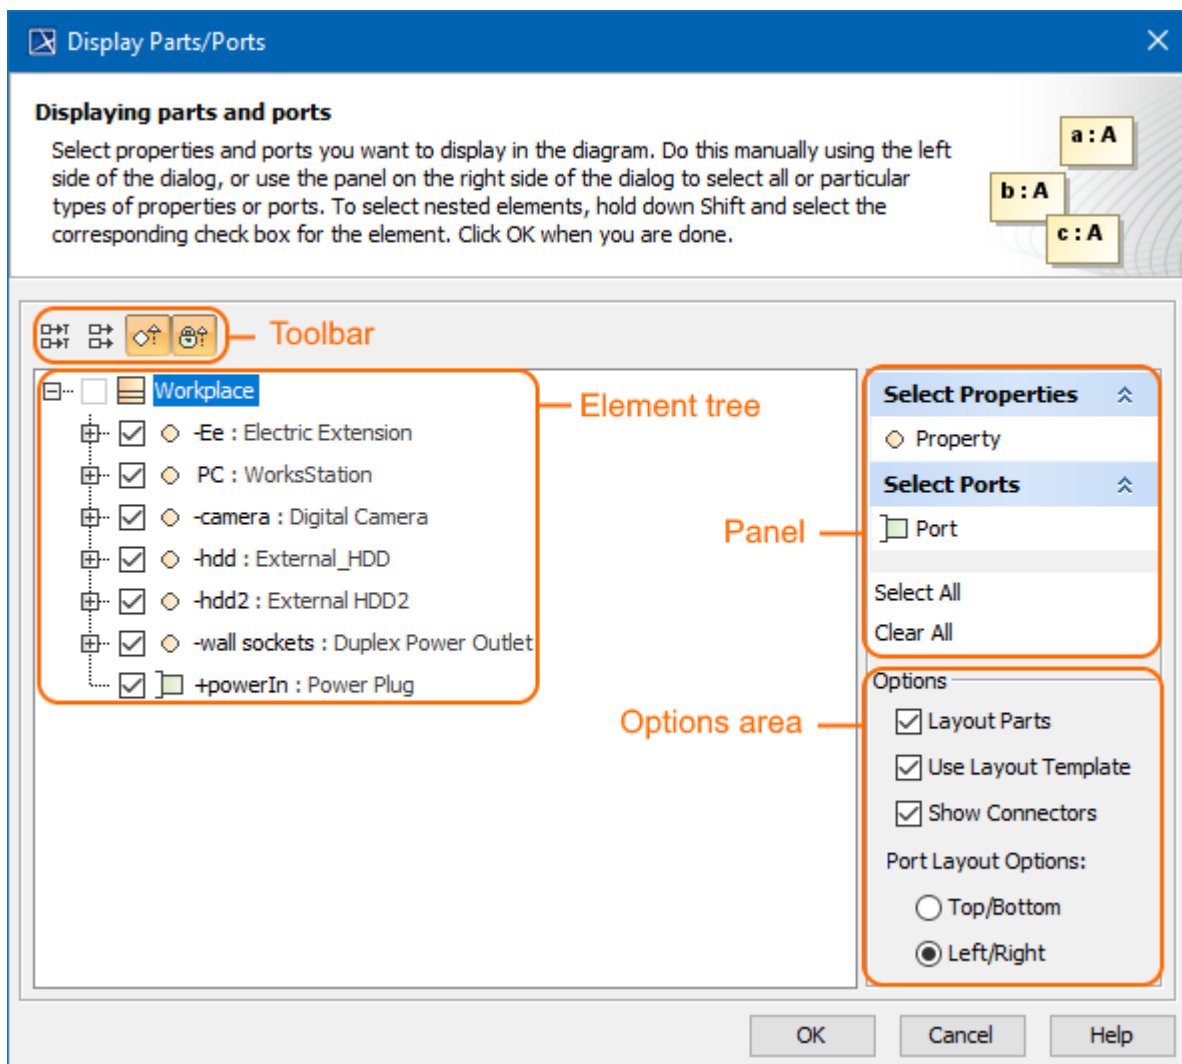 Display Parts/Ports
Displaying parts and ports
Select properties and ports you want to display in the diagram. Do this manually using the left
side of the dialog, or use the panel on the right side of the dialog to select all or particular
types of properties or ports. To select nested elements, hold down Shift and select the
corresponding check box for the element. Click OK when you are done.
a : A
b : A
c : A
Toolbar
Workplace
-Ee : Electric Extension
PC : WorksStation
-camera : Digital Camera
-hdd : External_HDD
-hdd2 : External HDD2
-wall sockets : Duplex Power Outlet
+powerIn : Power Plug
Element tree
Panel
Select Properties
Property
Select Ports
Port
Select All
Clear All
Options area
Options
Layout Parts
Use Layout Template
Show Connectors
Port Layout Options:
Top/Bottom
Left/Right
OK
Cancel
Help